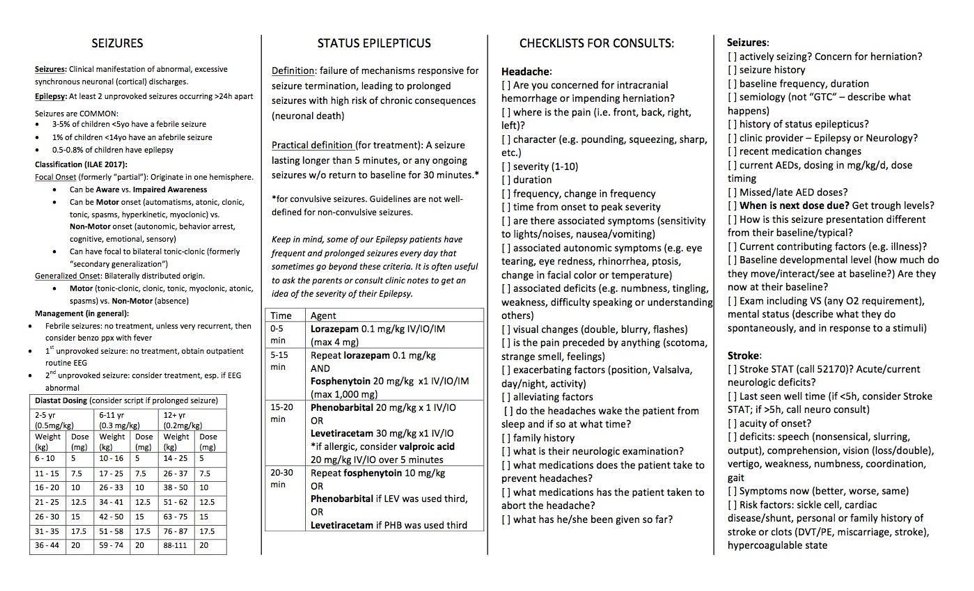 SEIZURES
Seizures: Clinical manifestation of abnormal, excessive
synchronous neuronal (cortical) discharges.
Epilepsy: At least 2 unprovoked seizures occurring >24h apart
Seizures are COMMON:
• 3-5% of children <5yo have a febrile seizure
• 1% of children <14yo have an afebrile seizure
• 0.5-0.8% of children have epilepsy
Classification (ILAE 2017):
Focal Onset (formerly "partial"): Originate in one hemisphere.
• Can be Aware vs. Impaired Awareness
• Can be Motor onset (automatisms, atonic, clonic,
tonic, spasms, hyperkinetic, myoclonic) vs.
Non-Motor onset (autonomic, behavior arrest,
cognitive, emotional, sensory)
• Can have focal to bilateral tonic-clonic (formerly
"secondary generalization")
Generalized Onset: Bilaterally distributed origin.
• Motor (tonic-clonic, clonic, tonic, myoclonic, atonic,
spasms) vs. Non-Motor (absence)
Management (in general):
• Febrile seizures: no treatment, unless very recurrent, then
consider benzo ppx with fever
• 1st unprovoked seizure: no treatment, obtain outpatient
routine EEG
• 2nd unprovoked seizure: consider treatment, esp. if EEG
abnormal
Diastat Dosing (consider script if prolonged seizure)
2-5 yr 6-11 yr 12+ yr
(0.5mg/kg) (0.3 mg/kg) (0.2mg/kg)
Weight Dose Weight Dose Weight Dose
(kg) (mg) (kg) (mg) (kg) (mg)
6 - 10 5 10 - 16 5 14 - 25 5
11 - 15 7.5 17 - 25 7.5 26 - 37 7.5
16 - 20 10 26 - 33 10 38 - 50 10
21 - 25 12.5 34 - 41 12.5 51 - 62 12.5
26 - 30 15 42 - 50 15 63 - 75 15
31 - 35 17.5 51 - 58 17.5 76 - 87 17.5
36 - 44 20 59 - 74 20 88-111 20
STATUS EPILEPTICUS
Definition: failure of mechanisms responsive for
seizure termination, leading to prolonged
seizures with high risk of chronic consequences
(neuronal death)
Practical definition (for treatment): A seizure
lasting longer than 5 minutes, or any ongoing
seizures w/o return to baseline for 30 minutes.*
*for convulsive seizures. Guidelines are not well-
defined for non-convulsive seizures.
Keep in mind, some of our Epilepsy patients have
frequent and prolonged seizures every day that
sometimes go beyond these criteria. It is often useful
to ask the parents or consult clinic notes to get an
idea of the severity of their Epilepsy.
Time Agent
0-5 Lorazepam 0.1 mg/kg IV/IO/IM
min (max 4 mg)
5-15 Repeat lorazepam 0.1 mg/kg
min AND
Fosphenytoin 20 mg/kg x1 IV/IO/IM
(max 1,000 mg)
15-20 Phenobarbital 20 mg/kg x 1 IV/IO
min OR
Levetiracetam 30 mg/kg x1 IV/IO
*if allergic, consider valproic acid
20 mg/kg IV/IO over 5 minutes
20-30 Repeat fosphenytoin 10 mg/kg
min OR
Phenobarbital if LEV was used third,
OR
Levetiracetam if PHB was used third
CHECKLISTS FOR CONSULTS:
Headache:
[ ] Are you concerned for intracranial
hemorrhage or impending herniation?
[ ] where is the pain (i.e. front, back, right,
left)?
[ ] character (e.g. pounding, squeezing, sharp,
etc.)
[ ] severity (1-10)
[ ] duration
[ ] frequency, change in frequency
[ ] time from onset to peak severity
[ ] are there associated symptoms (sensitivity
to lights/noises, nausea/vomiting)
[ ] associated autonomic symptoms (e.g. eye
tearing, eye redness, rhinorrhea, ptosis,
change in facial color or temperature)
[ ] associated deficits (e.g. numbness, tingling,
weakness, difficulty speaking or understanding
others)
[ ] visual changes (double, blurry, flashes)
[ ] is the pain preceded by anything (scotoma,
strange smell, feelings)
[ ] exacerbating factors (position, Valsalva,
day/night, activity)
[ ] alleviating factors
[ ] do the headaches wake the patient from
sleep and if so at what time?
[ ] family history
[ ] what is their neurologic examination?
[ ] what medications does the patient take to
prevent headaches?
[ ] what medications has the patient taken to
abort the headache?
[ ] what has he/she been given so far?
Seizures:
[ ] actively seizing? Concern for herniation?
[ ] seizure history
[ ] baseline frequency, duration
[ ] semiology (not "GTC" – describe what
happens)
[ ] history of status epilepticus?
[ ] clinic provider – Epilepsy or Neurology?
[ ] recent medication changes
[ ] current AEDs, dosing in mg/kg/d, dose
timing
[ ] Missed/late AED doses?
[ ] When is next dose due? Get trough levels?
[ ] How is this seizure presentation different
from their baseline/typical?
[ ] Current contributing factors (e.g. illness)?
[ ] Baseline developmental level (how much do
they move/interact/see at baseline?) Are they
now at their baseline?
[ ] Exam including VS (any O2 requirement),
mental status (describe what they do
spontaneously, and in response to a stimuli)
Stroke:
[ ] Stroke STAT (call 52170)? Acute/current
neurologic deficits?
[ ] Last seen well time (if <5h, consider Stroke
STAT; if >5h, call neuro consult)
[ ] acuity of onset?
[ ] deficits: speech (nonsensical, slurring,
output), comprehension, vision (loss/double),
vertigo, weakness, numbness, coordination,
gait
[ ] Symptoms now (better, worse, same)
[ ] Risk factors: sickle cell, cardiac
disease/shunt, personal or family history of
stroke or clots (DVT/PE, miscarriage, stroke),
hypercoagulable state